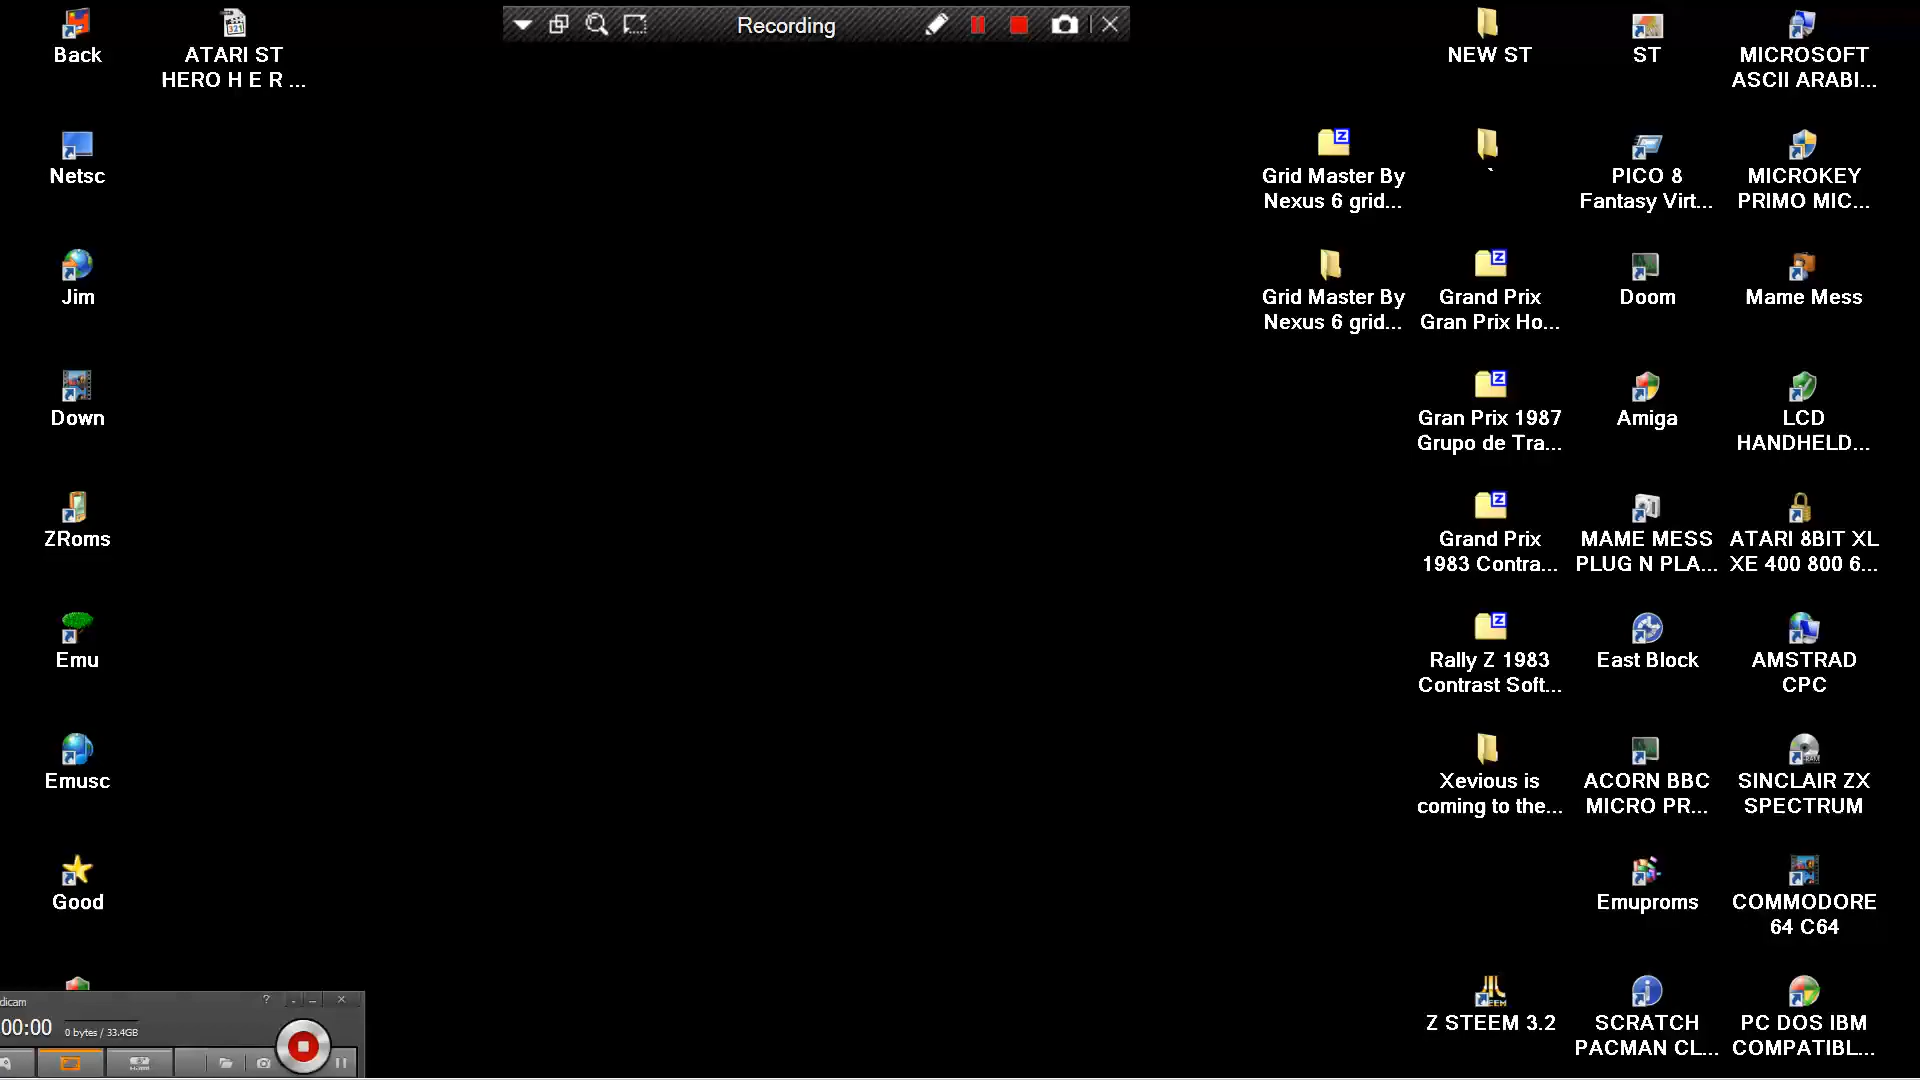 Recording
Back
ATARI ST
HERO H E R ...
NEW ST
ST
MICROSOFT
ASCII ARABI...
Netsc
Grid Master By
Nexus 6 grid...
`
PICO 8
Fantasy Virt...
MICROKEY
PRIMO MIC...
Jim
Grid Master By
Nexus 6 grid...
Grand Prix
Gran Prix Ho...
Doom
Mame Mess
Down
Gran Prix 1987
Grupo de Tra...
Amiga
LCD
HANDHELD...
ZRoms
Grand Prix
1983 Contra...
MAME MESS
PLUG N PLA...
ATARI 8BIT XL
XE 400 800 6...
Emu
Rally Z 1983
Contrast Soft...
East Block
AMSTRAD
CPC
Emusc
Xevious is
coming to the...
ACORN BBC
MICRO PR...
SINCLAIR ZX
SPECTRUM
Good
Emuproms
COMMODORE
64 C64
Z STEEM 3.2
SCRATCH
PACMAN CL...
PC DOS IBM
COMPATIBL...
dicam
00:00
0 bytes / 33.4GB